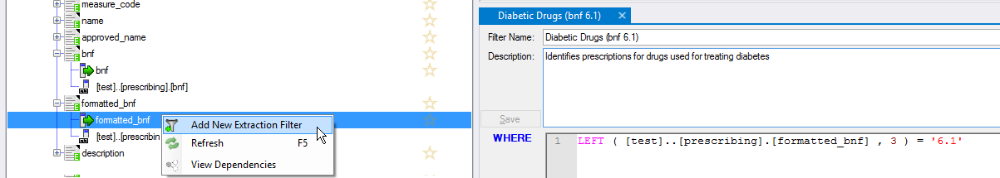 measure_code
name
approved_name
bnf
bnf
[test]..[prescribing].[bnf]
formatted_bnf
formatted_bnf
[test]..[prescribin
description
Add New Extraction Filter
Refresh F5
View Dependencies
Diabetic Drugs (bnf 6.1)
Filter Name: Diabetic Drugs (bnf 6.1)
Description: Identifies prescriptions for drugs used for treating diabetes
Save
WHERE
1 LEFT ( [test]..[prescribing].[formatted_bnf] , 3 ) = '6.1'